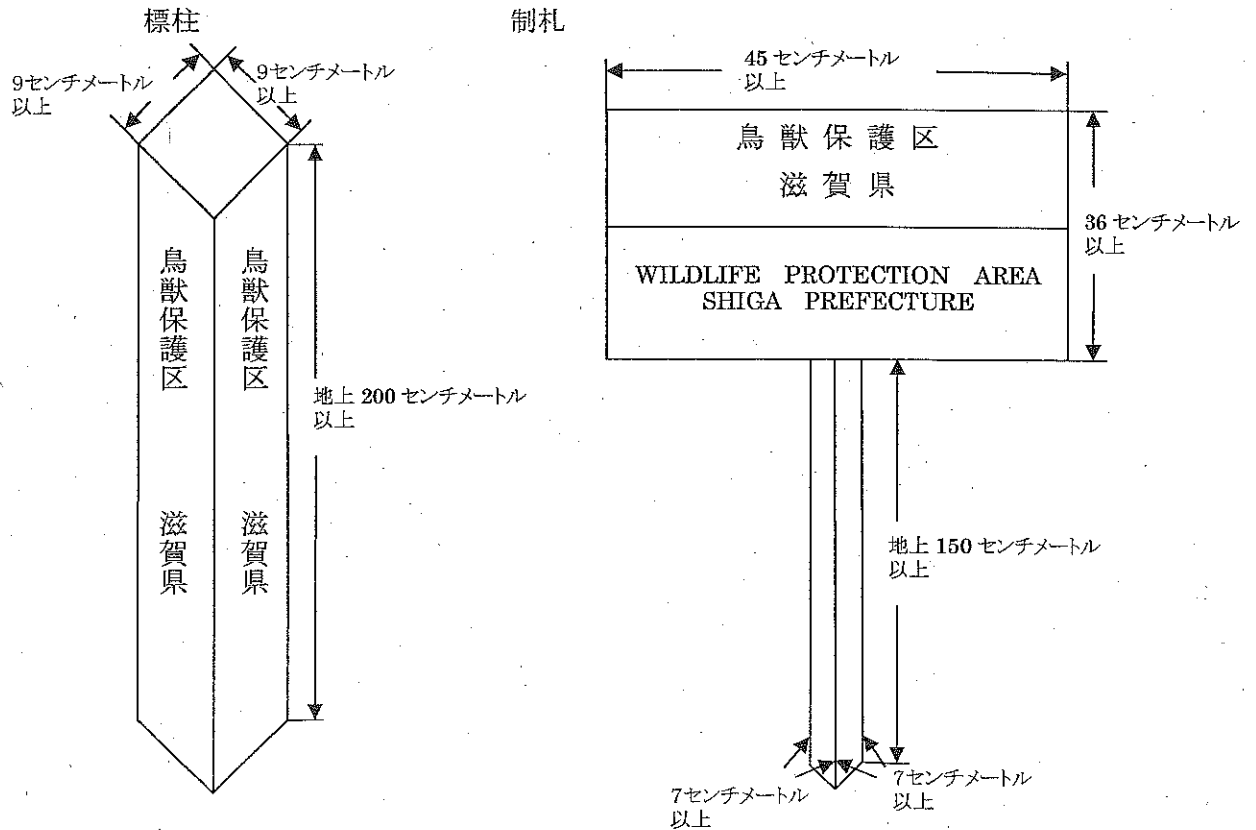 標柱
9センチメートル
以上
9センチメートル
以上
鳥獣保護区
滋賀県
鳥獣保護区
滋賀県
地上 200 センチメートル
以上
制札
45 センチメートル
以上
鳥獣保護区
滋賀県
WILDLIFE PROTECTION AREA
SHIGA PREFECTURE
36 センチメートル
以上
地上 150 センチメートル
以上
7センチメートル
以上
7センチメートル
以上